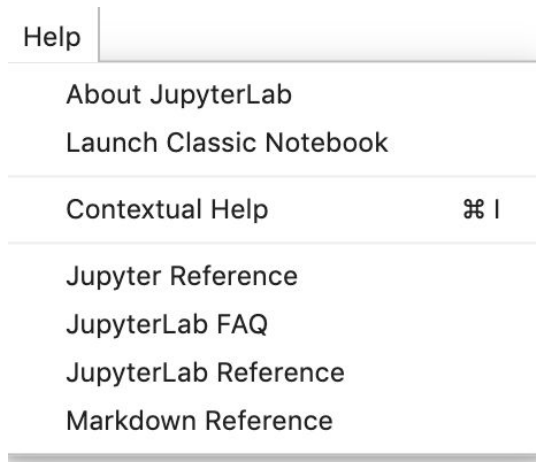 Help
About JupyterLab
Launch Classic Notebook
Contextual Help ⌘ I
Jupyter Reference
JupyterLab FAQ
JupyterLab Reference
Markdown Reference